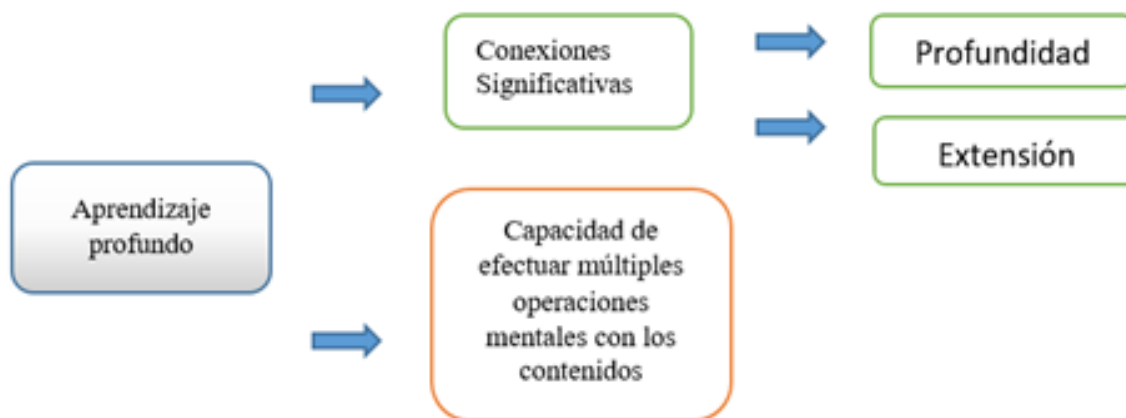 Aprendizaje
profundo
Conexiones
Significativas
Profundidad
Extensión
Capacidad de
efectuar múltiples
operaciones
mentales con los
contenidos